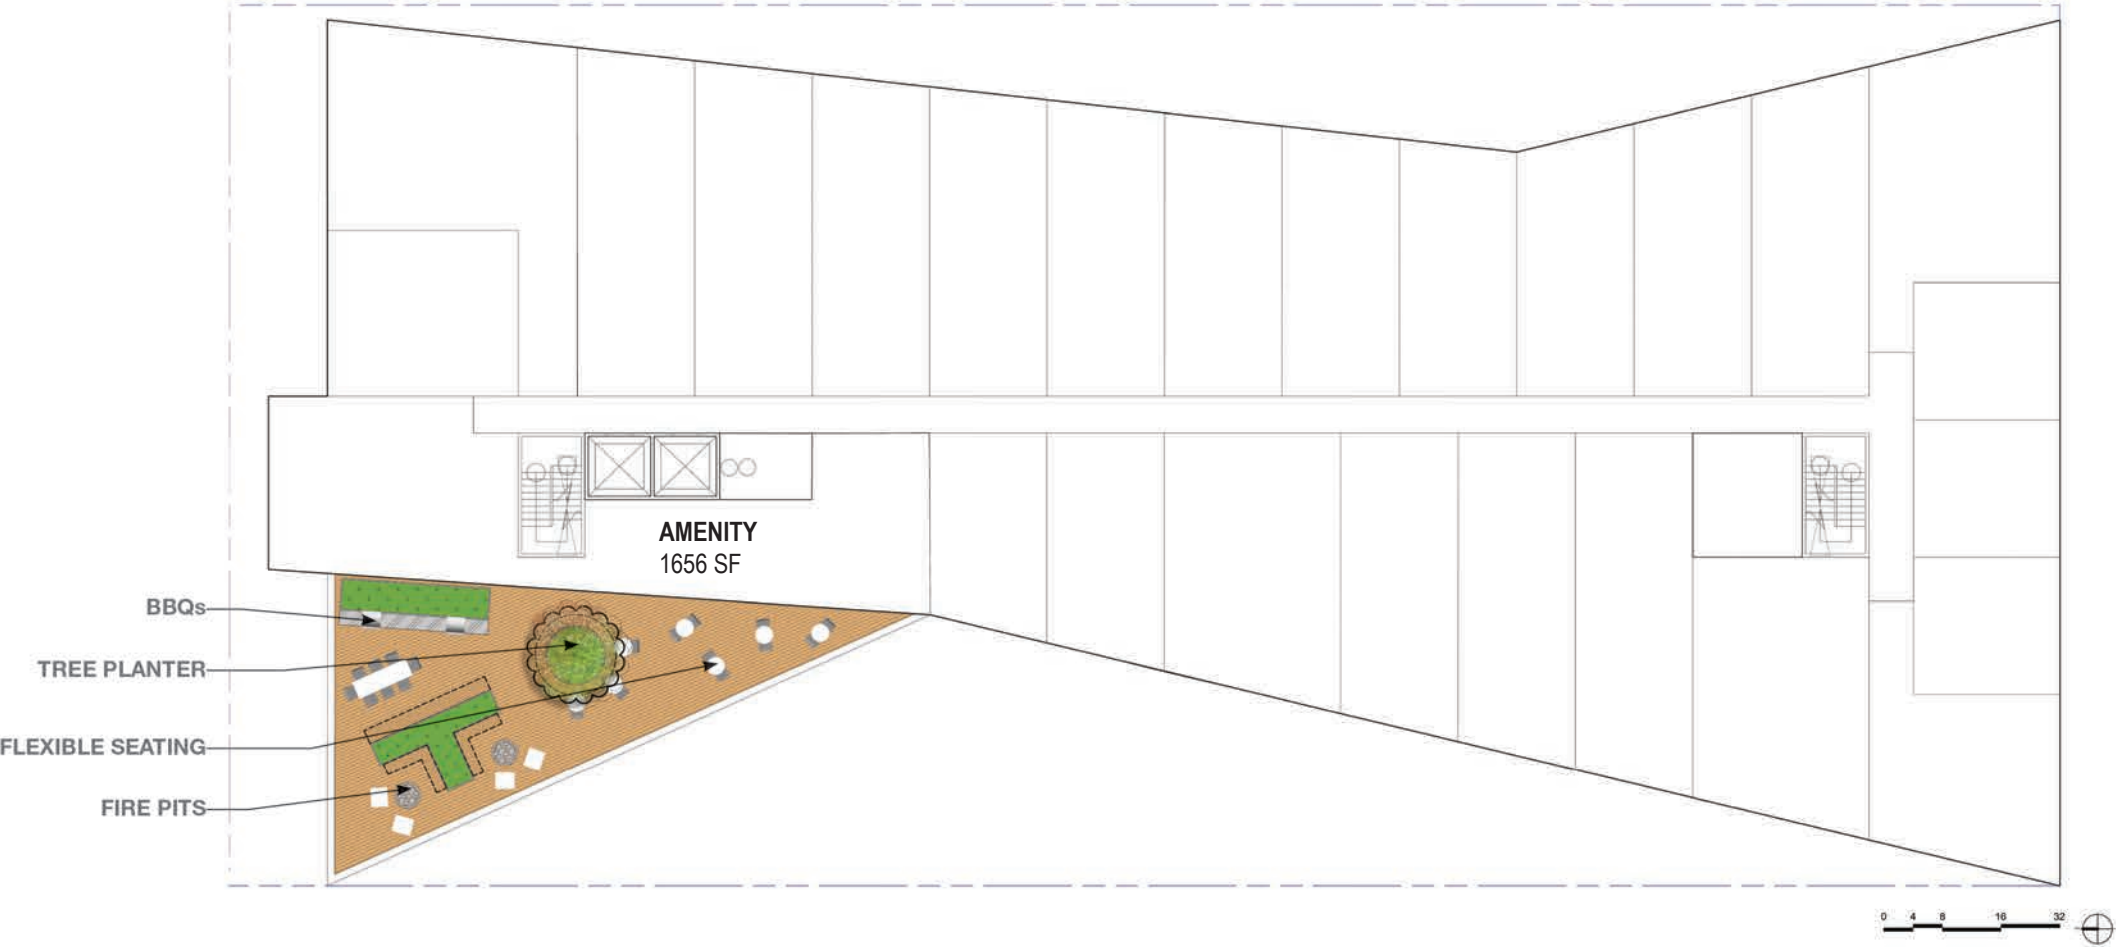 AMENITY
1656 SF
BBQs
TREE PLANTER
FLEXIBLE SEATING
FIRE PITS
0 4 8 16 32